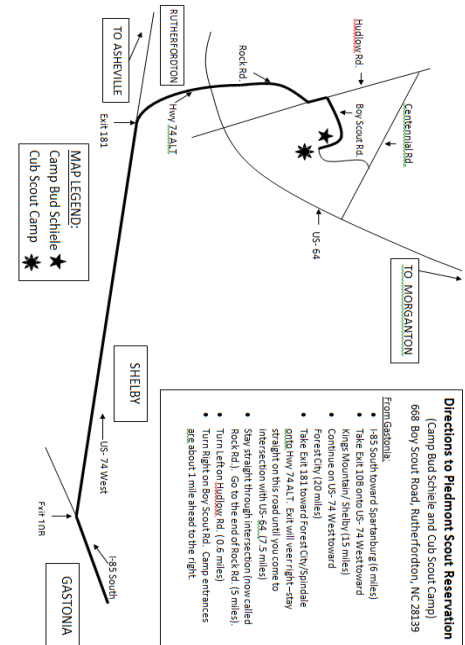 Directions to Piedmont Scout Reservation
(Camp Bud Schiele and Cub Scout Camp)
668 Boy Scout Road, Rutherfordton, NC 28139
From Gastonia:
• I-85 South toward Spartanburg (6 miles)
• Take Exit 10B onto US-74 West toward
Kings Mountain/ Shelby (15 miles)
• Continue on US-74 West toward
Forest City (20 miles)
• Take Exit 181 toward Forest City/Spindale
onto Hwy 74 ALT. Exit will veer right–stay
straight on this road until you come to
intersection with US-64. (7.5 miles)
• Stay straight through intersection (now called
Rock Rd.). Go to the end of Rock Rd. (5 miles).
• Turn Left on Hudlow Rd. (0.6 miles)
• Turn Right on Boy Scout Rd. Camp entrances
are about 1 mile ahead to the right.
TO MORGANTON
Centennial Rd.
Hudlow Rd.
Boy Scout Rd.
US-64
Rock Rd.
RUTHERFORDTON
Hwy 74 ALT
TO ASHEVILLE
Exit 181
MAP LEGEND:
Camp Bud Schiele
Cub Scout Camp
SHELBY
US-74 West
Exit 10B
I-85 South
GASTONIA